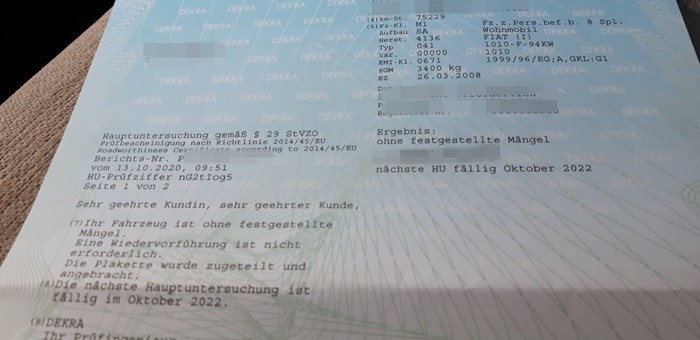 (4)km-St. 75229
(5)Fz-Kl. M1 Fz.z.Pers.bef.b. 8 Spl.
Aufbau SA Wohnmobil
Herst. 4136 FIAT (I)
Typ 041 1010-F-94KW
Var. 00000 1010
EMI-Kl. 0671 1999/96/EG;A,GKL:G1
ZGM 3400 kg
EZ 26.03.2008
Hauptuntersuchung gemäß § 29 StVZO
Prüfbescheinigung nach Richtlinie 2014/45/EU
Roadworthiness Certificate according to 2014/45/EU
Berichts-Nr. P
vom 13.10.2020, 09:51
HU-Prüfziffer nG2tIog5
Seite 1 von 2
Ergebnis:
ohne festgestellte Mängel
nächste HU fällig Oktober 2022
Sehr geehrte Kundin, sehr geehrter Kunde,
(7)Ihr Fahrzeug ist ohne festgestellte
Mängel.
Eine Wiedervorführung ist nicht
erforderlich.
Die Plakette wurde zugeteilt und
angebracht.
(8)Die nächste Hauptuntersuchung ist
fällig im Oktober 2022.
(9)DEKRA
Ihr Prüfingenieur